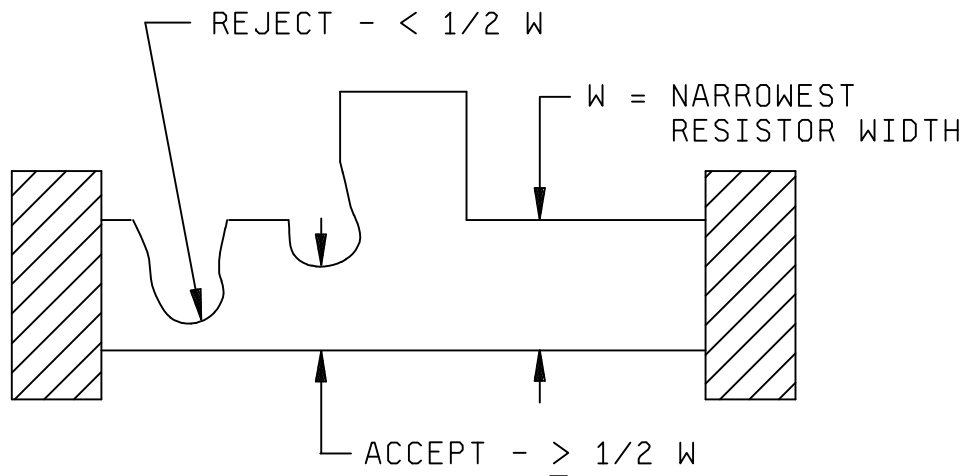 REJECT - < 1/2 W
W = NARROWEST
RESISTOR WIDTH
ACCEPT - ≥ 1/2 W